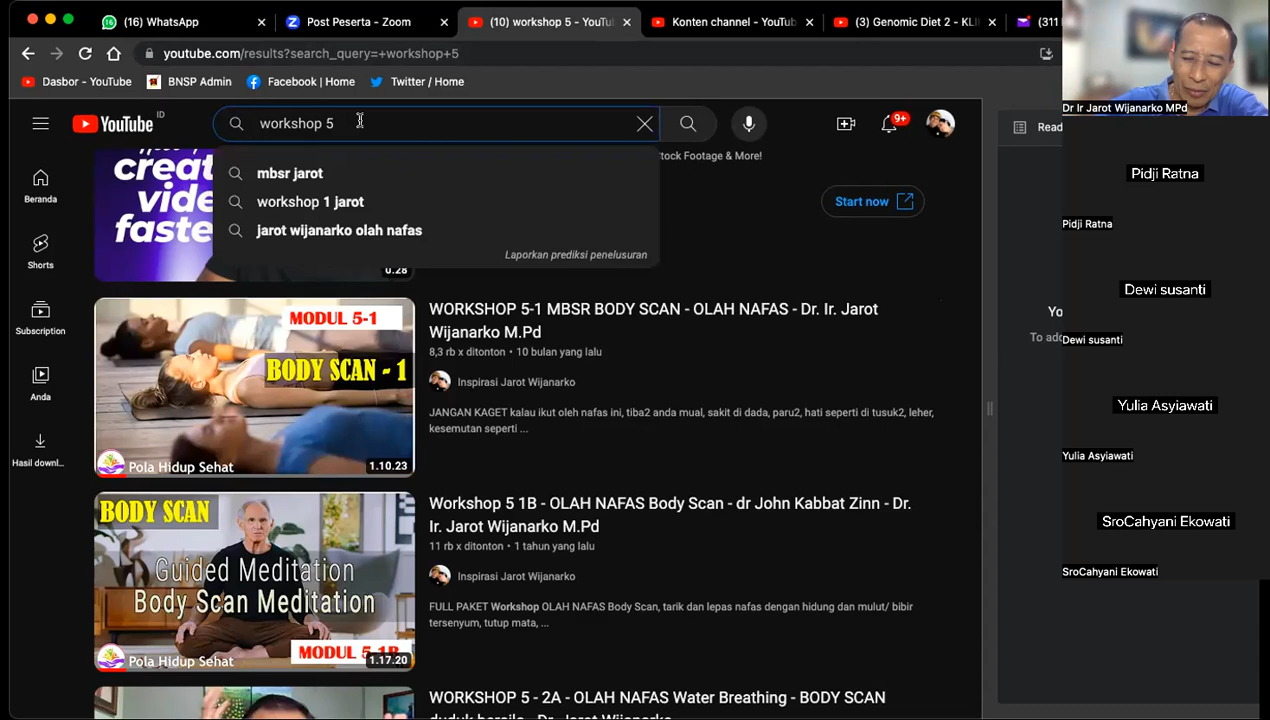 (16) WhatsApp
Post Peserta - Zoom
(10) workshop 5 - YouTu
Konten channel - YouTub
(3) Genomic Diet 2 - KLI
(311
youtube.com/results?search_query=+workshop+5
Dasbor - YouTube
BNSP Admin
Facebook | Home
Twitter / Home
Dr Ir Jarot Wijanarko MPd
YouTube ID
workshop 5
9+
Read
tock Footage & More!
mbsr jarot
workshop 1 jarot
jarot wijanarko olah nafas
Laporkan prediksi penelusuran
Start now
creat
vide
faste
0:28
Beranda
Shorts
Subscription
Anda
Hasil downl...
MODUL 5-1
BODY SCAN - 1
Pola Hidup Sehat
1.10.23
WORKSHOP 5-1 MBSR BODY SCAN - OLAH NAFAS - Dr. Ir. Jarot
Wijanarko M.Pd
8,3 rb x ditonton • 10 bulan yang lalu
Inspirasi Jarot Wijanarko
JANGAN KAGET kalau ikut oleh nafas ini, tiba2 anda mual, sakit di dada, paru2, hati seperti di tusuk2, leher,
kesemutan seperti ...
BODY SCAN
Guided Meditation
Body Scan Meditation
MODUL 5-1B
Pola Hidup Sehat
1.17.20
Workshop 5 1B - OLAH NAFAS Body Scan - dr John Kabbat Zinn - Dr.
Ir. Jarot Wijanarko M.Pd
11 rb x ditonton • 1 tahun yang lalu
Inspirasi Jarot Wijanarko
FULL PAKET Workshop OLAH NAFAS Body Scan, tarik dan lepas nafas dengan hidung dan mulut/ bibir
tersenyum, tutup mata, ...
WORKSHOP 5 - 2A - OLAH NAFAS Water Breathing - BODY SCAN
duduk bersila - Dr. Jarot Wijanarko
Yo
To add
Pidji Ratna
Pidji Ratna
Dewi susanti
Dewi susanti
Yulia Asyiawati
Yulia Asyiawati
SroCahyani Ekowati
SroCahyani Ekowati